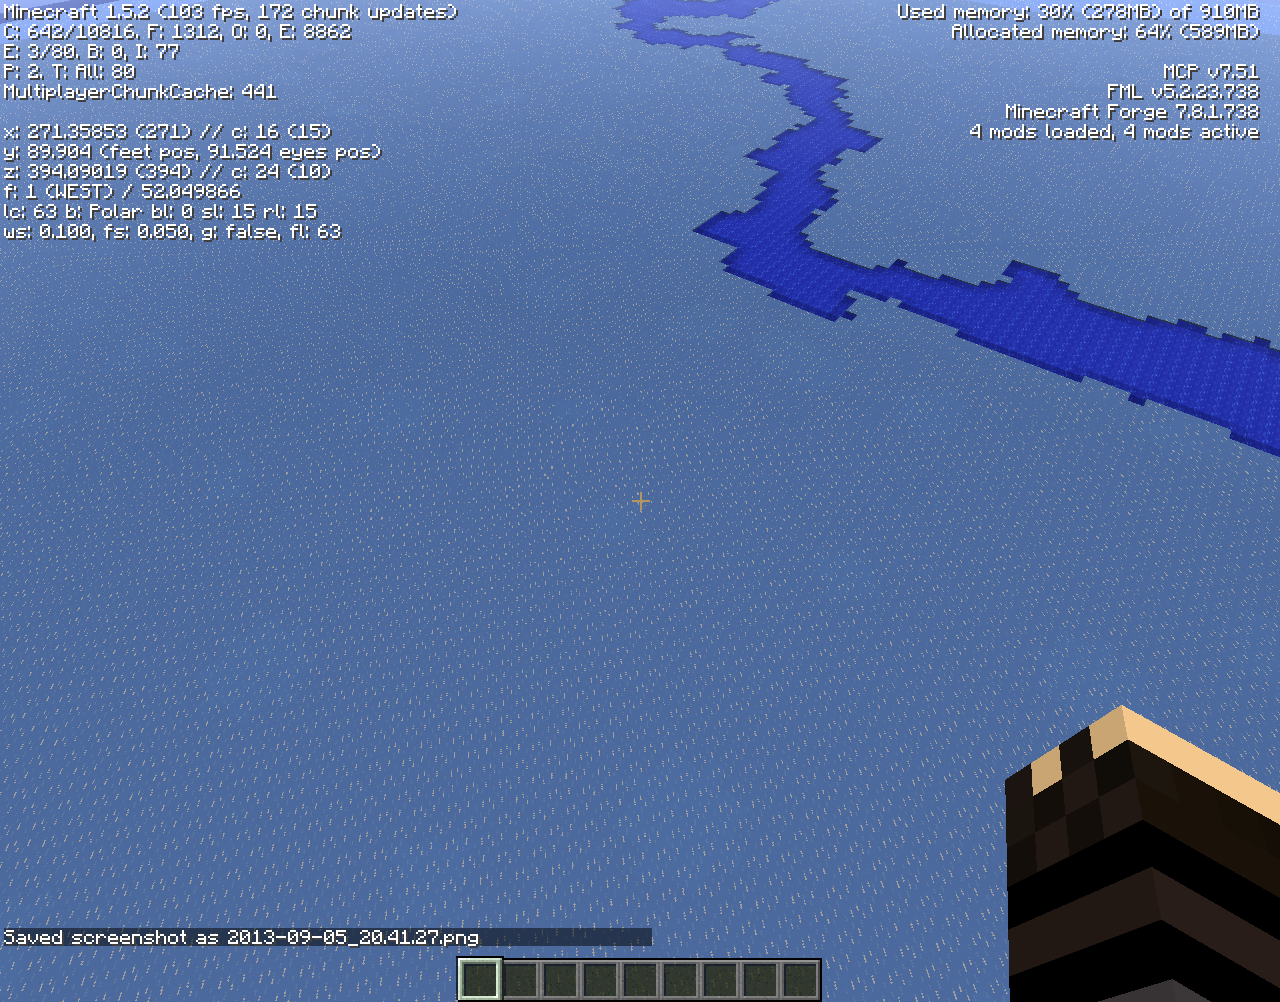 Minecraft 1.5.2 (103 fps, 172 chunk updates)
C: 642/10816. F: 1312, O: 0, E: 8862
E: 3/80. B: 0, I: 77
P: 2. T: All: 80
MultiplayerChunkCache: 441
x: 271.35853 (271) // c: 16 (15)
y: 89.904 (feet pos, 91.524 eyes pos)
z: 394.09019 (394) // c: 24 (10)
f: 1 (WEST) / 52.049866
lc: 63 b: Polar bl: 0 sl: 15 rl: 15
ws: 0.100, fs: 0.050, g: false, fl: 63
Used memory: 30% (278MB) of 910MB
Allocated memory: 64% (589MB)
MCP v7.51
FML v5.2.23.738
Minecraft Forge 7.8.1.738
4 mods loaded, 4 mods active
Saved screenshot as 2013-09-05_20.41.27.png